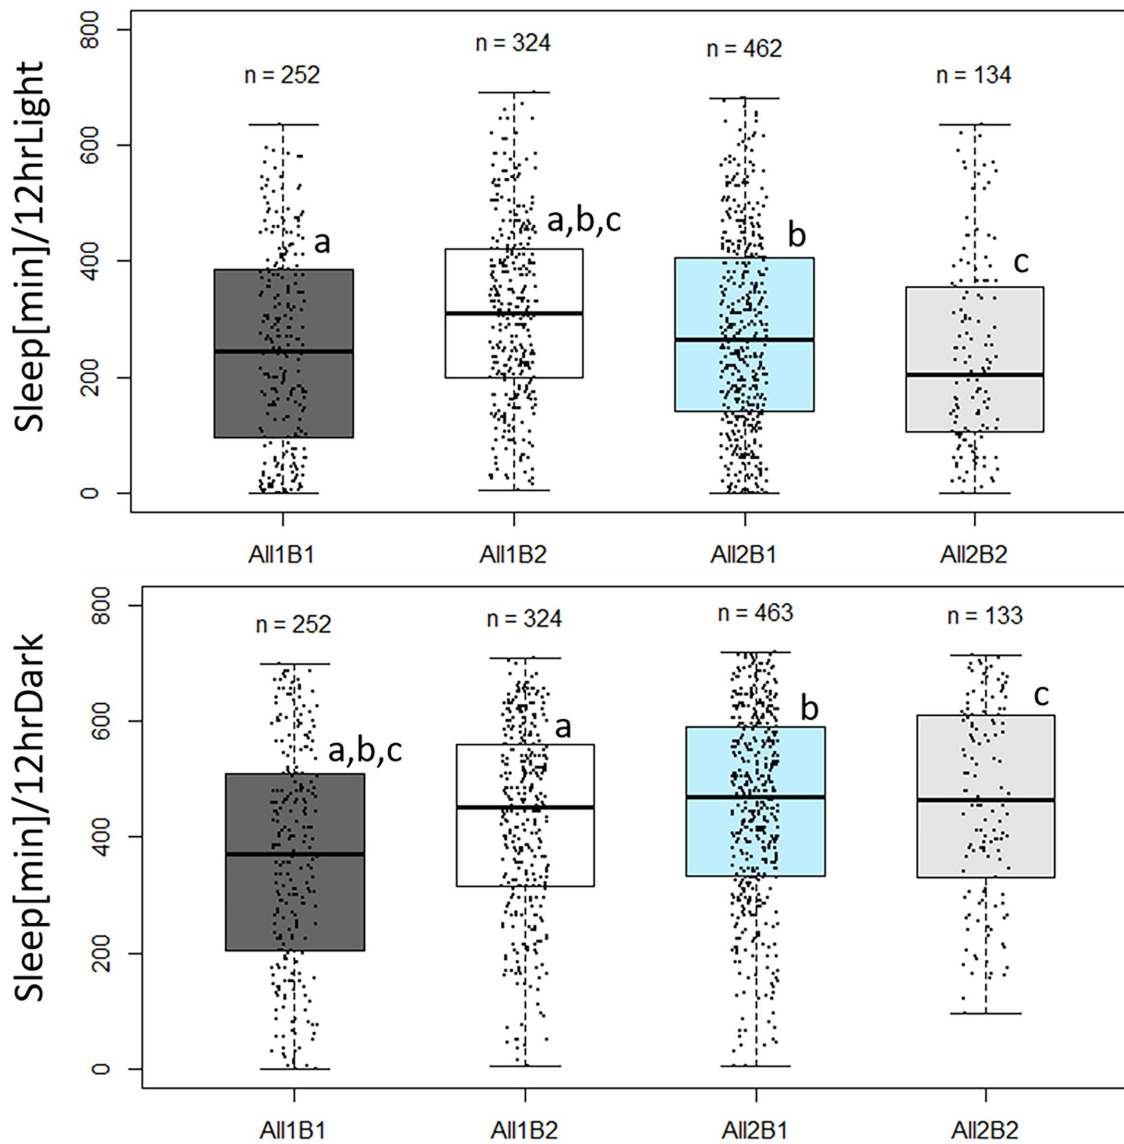 Sleep[min]/12hrLight
800
600
400
200
0
n = 252
n = 324
n = 462
n = 134
a
a,b,c
b
c
All1B1
All1B2
All2B1
All2B2
Sleep[min]/12hrDark
800
600
400
200
0
n = 252
n = 324
n = 463
n = 133
a,b,c
a
b
c
All1B1
All1B2
All2B1
All2B2